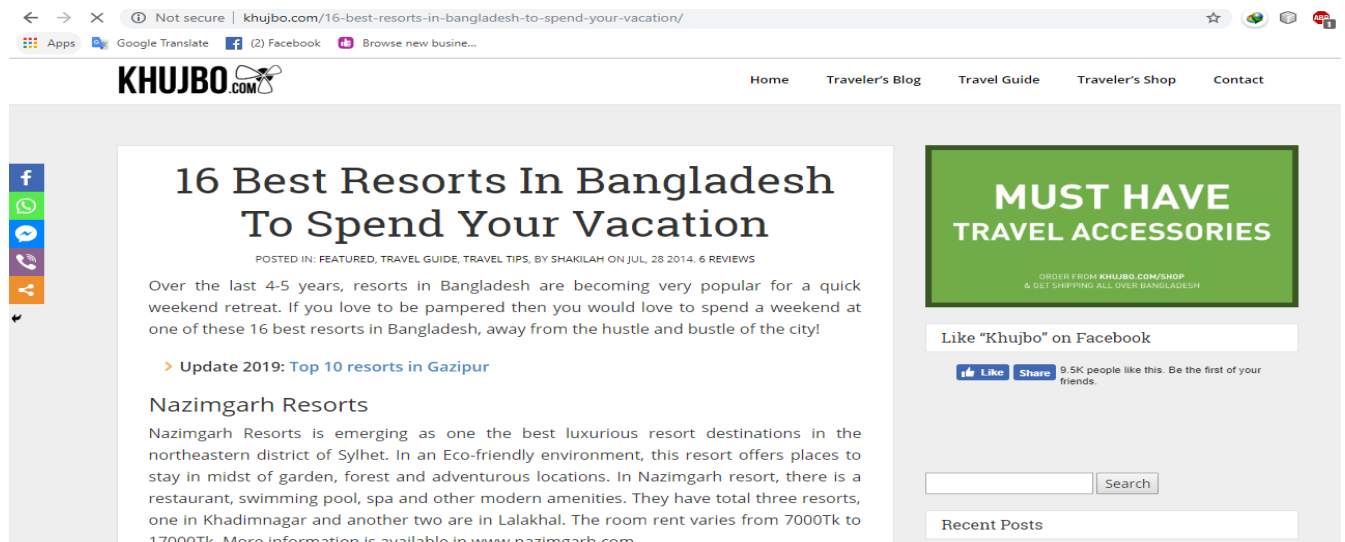 Not secure | khujbo.com/16-best-resorts-in-bangladesh-to-spend-your-vacation/
ABP
1
Apps Google Translate (2) Facebook Browse new busine...
KHUJBO.COM
Home Traveler's Blog Travel Guide Traveler's Shop Contact
16 Best Resorts In Bangladesh
To Spend Your Vacation
POSTED IN: FEATURED, TRAVEL GUIDE, TRAVEL TIPS, BY SHAKILAH ON JUL, 28 2014. 6 REVIEWS
Over the last 4-5 years, resorts in Bangladesh are becoming very popular for a quick
weekend retreat. If you love to be pampered then you would love to spend a weekend at
one of these 16 best resorts in Bangladesh, away from the hustle and bustle of the city!
Update 2019: Top 10 resorts in Gazipur
Nazimgarh Resorts
Nazimgarh Resorts is emerging as one the best luxurious resort destinations in the
northeastern district of Sylhet. In an Eco-friendly environment, this resort offers places to
stay in midst of garden, forest and adventurous locations. In Nazimgarh resort, there is a
restaurant, swimming pool, spa and other modern amenities. They have total three resorts,
one in Khadimnagar and another two are in Lalakhal. The room rent varies from 7000Tk to
17000Tk. More information is available in www.nazimgarh.com
MUST HAVE
TRAVEL ACCESSORIES
ORDER FROM KHUJBO.COM/SHOP
& GET SHIPPING ALL OVER BANGLADESH
Like "Khujbo" on Facebook
Like Share 9.5K people like this. Be the first of your
friends.
Search
Recent Posts